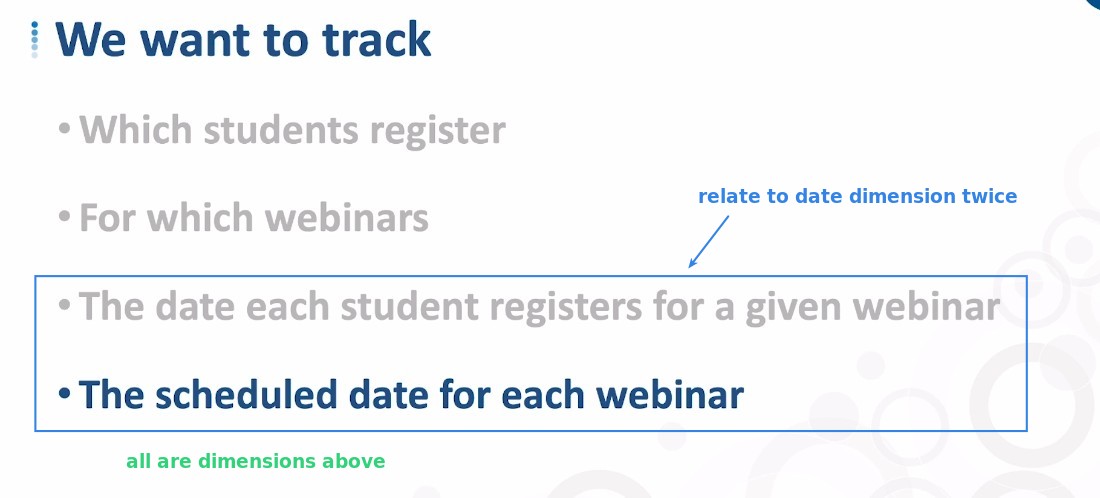 We want to track
• Which students register
• For which webinars
relate to date dimension twice
• The date each student registers for a given webinar
• The scheduled date for each webinar
all are dimensions above